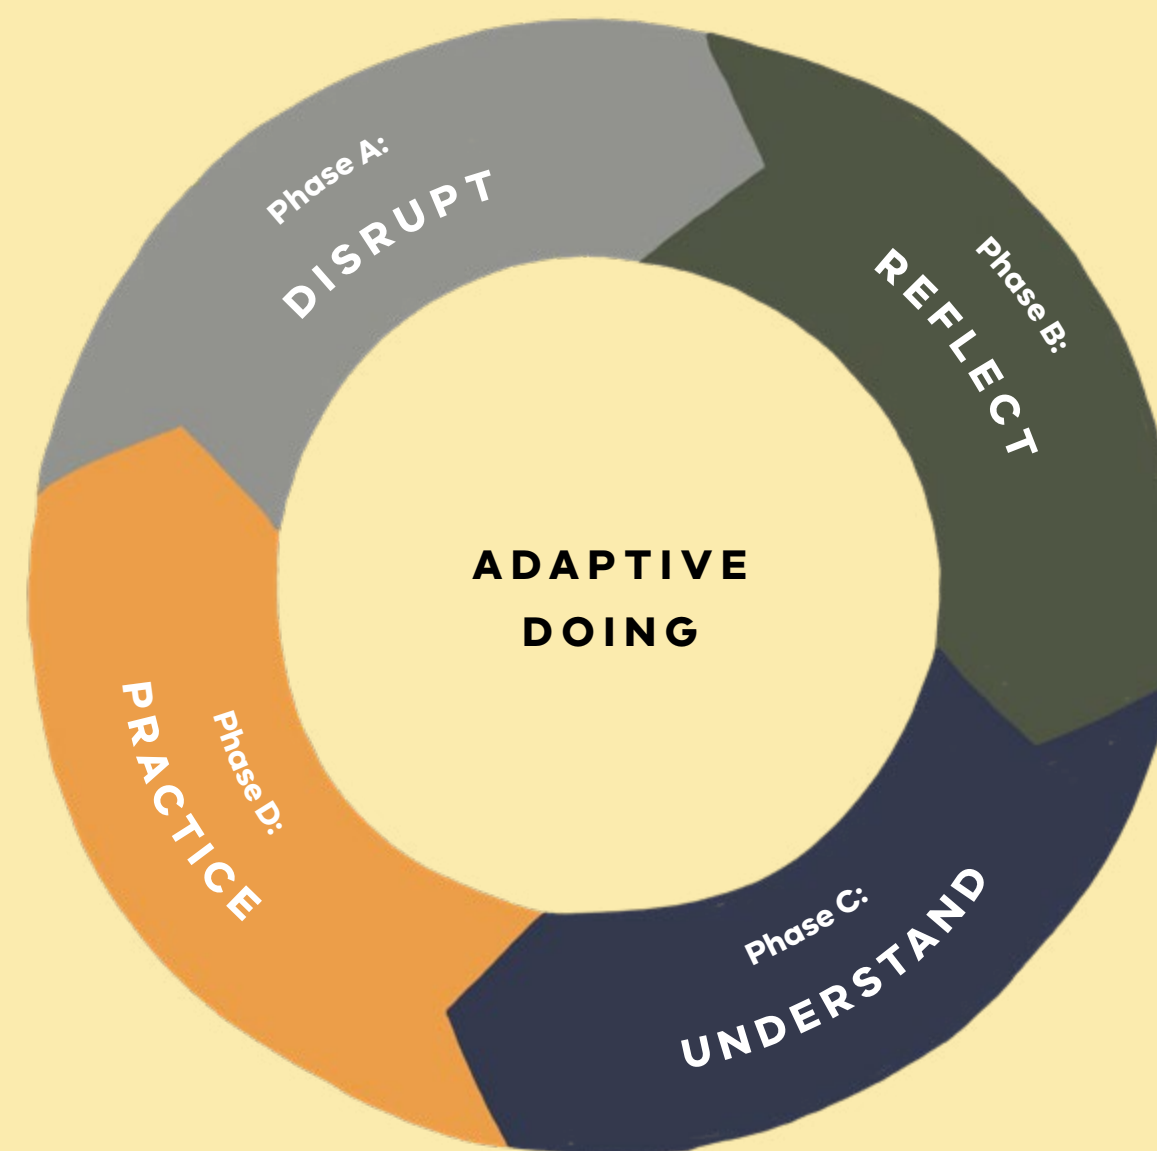 Phase A:
DISRUPT
Phase B:
REFLECT
ADAPTIVE
DOING
Phase C:
UNDERSTAND
Phase D:
PRACTICE